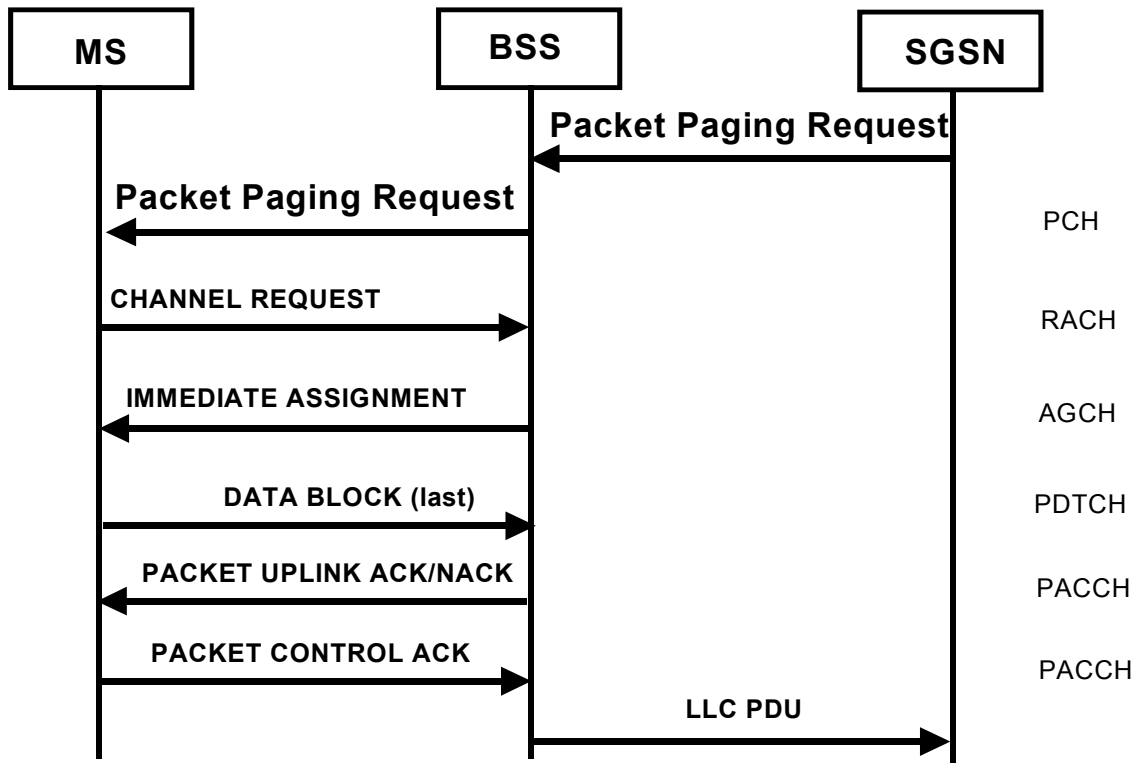 MS
BSS
SGSN
Packet Paging Request
Packet Paging Request
PCH
CHANNEL REQUEST
RACH
IMMEDIATE ASSIGNMENT
AGCH
DATA BLOCK (last)
PDTCH
PACKET UPLINK ACK/NACK
PACCH
PACKET CONTROL ACK
PACCH
LLC PDU